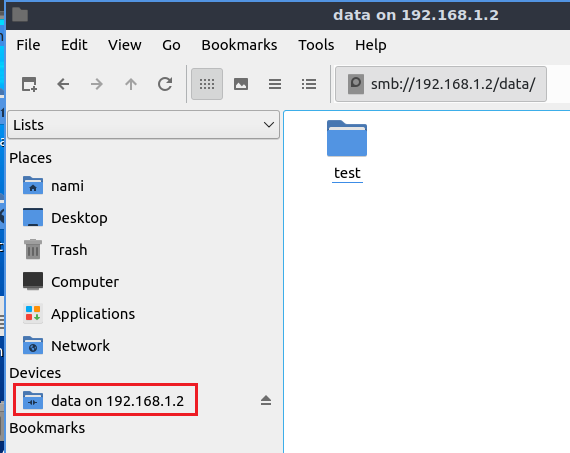 data on 192.168.1.2
File Edit View Go Bookmarks Tools Help
smb://192.168.1.2/data/
Lists
Places
nami
Desktop
Trash
Computer
Applications
Network
Devices
data on 192.168.1.2
Bookmarks
test